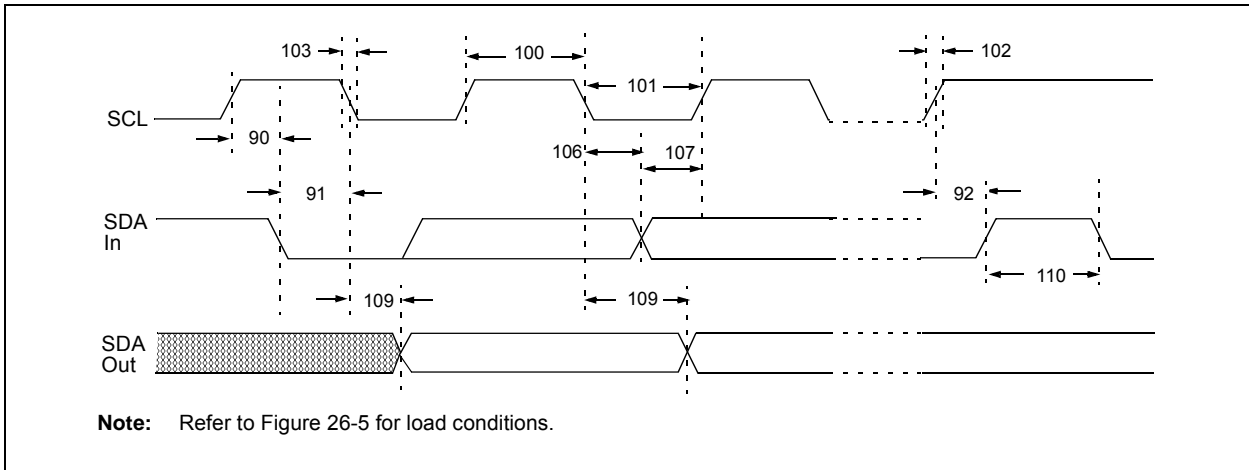 103
100
102
101
SCL
90
106
107
91
92
SDA
In
110
109
109
SDA
Out
Note: Refer to Figure 26-5 for load conditions.